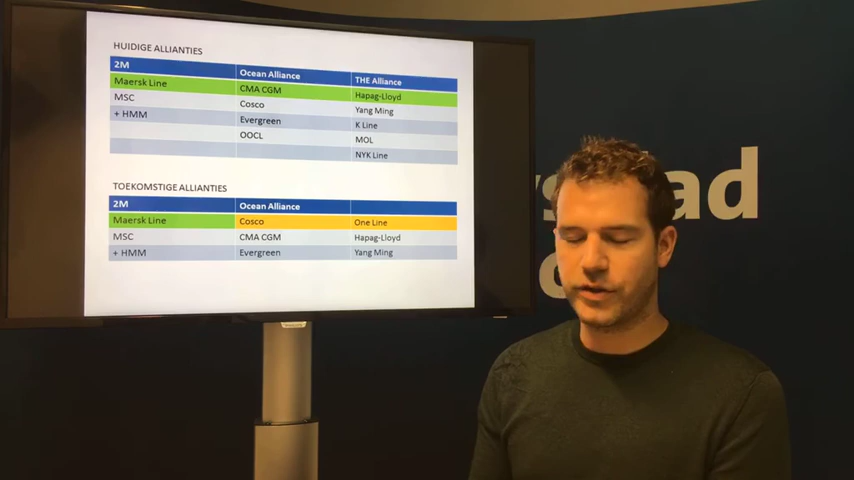 HUIDIGE ALLIANTIES
2M Ocean Alliance THE Alliance
Maersk Line CMA CGM Hapag-Lloyd
MSC Cosco Yang Ming
+ HMM Evergreen K Line
OOCL MOL
NYK Line
TOEKOMSTIGE ALLIANTIES
2M Ocean Alliance
Maersk Line Cosco One Line
MSC CMA CGM Hapag-Lloyd
+ HMM Evergreen Yang Ming